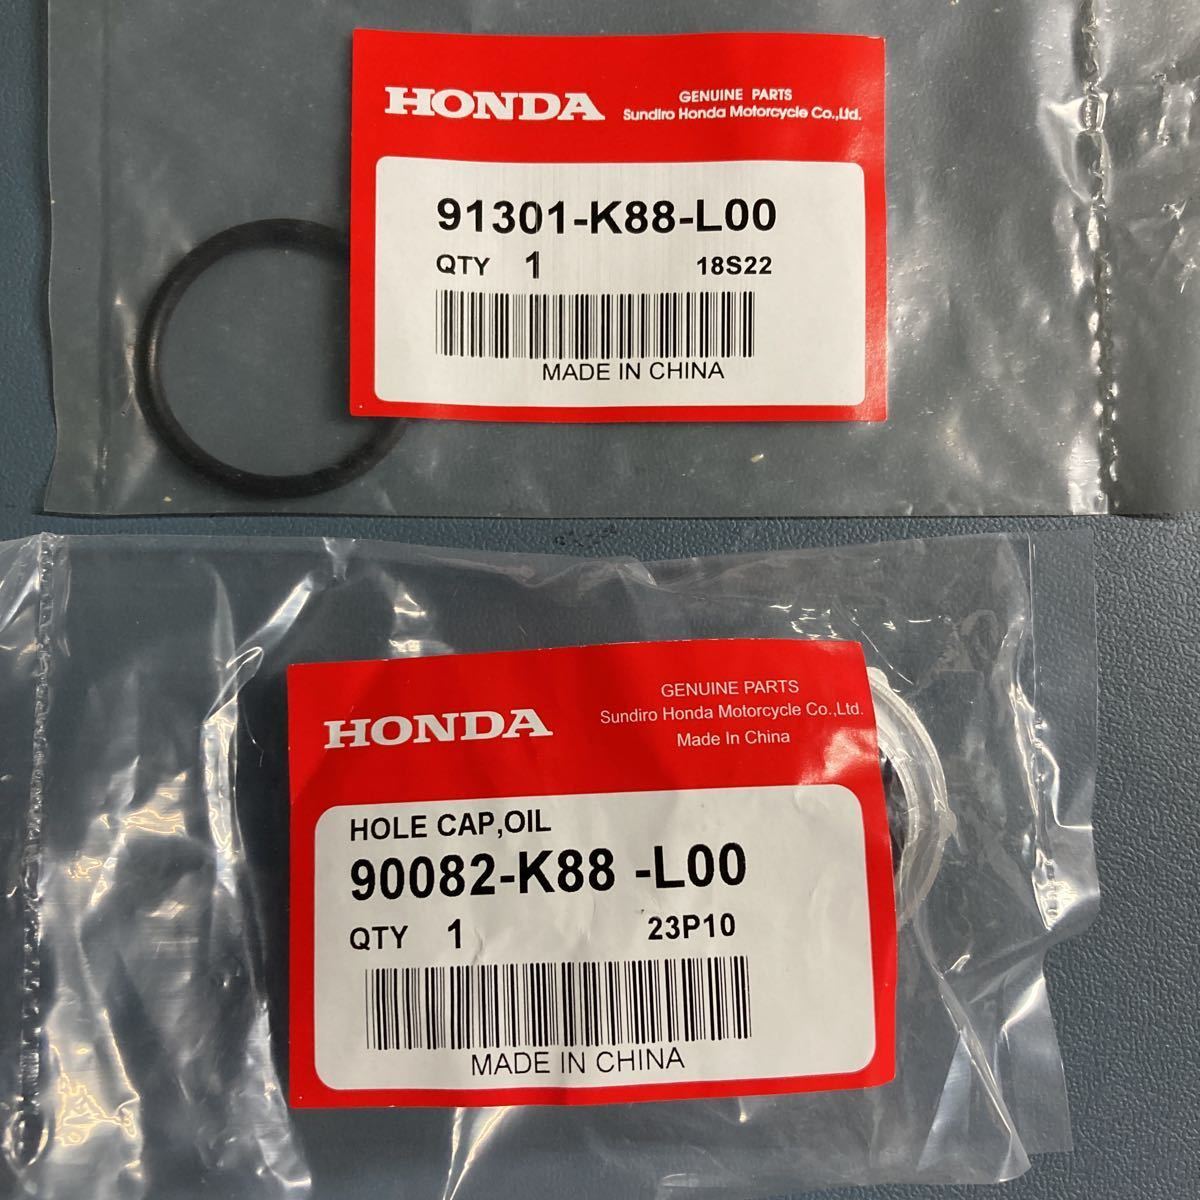 HONDA
GENUINE PARTS
Sundiro Honda Motorcycle Co.,Ltd.
91301-K88-L00
QTY 1 18S22
MADE IN CHINA
HONDA
GENUINE PARTS
Sundiro Honda Motorcycle Co.,Ltd.
Made In China
HOLE CAP,OIL
90082-K88 -L00
QTY 1 23P10
MADE IN CHINA